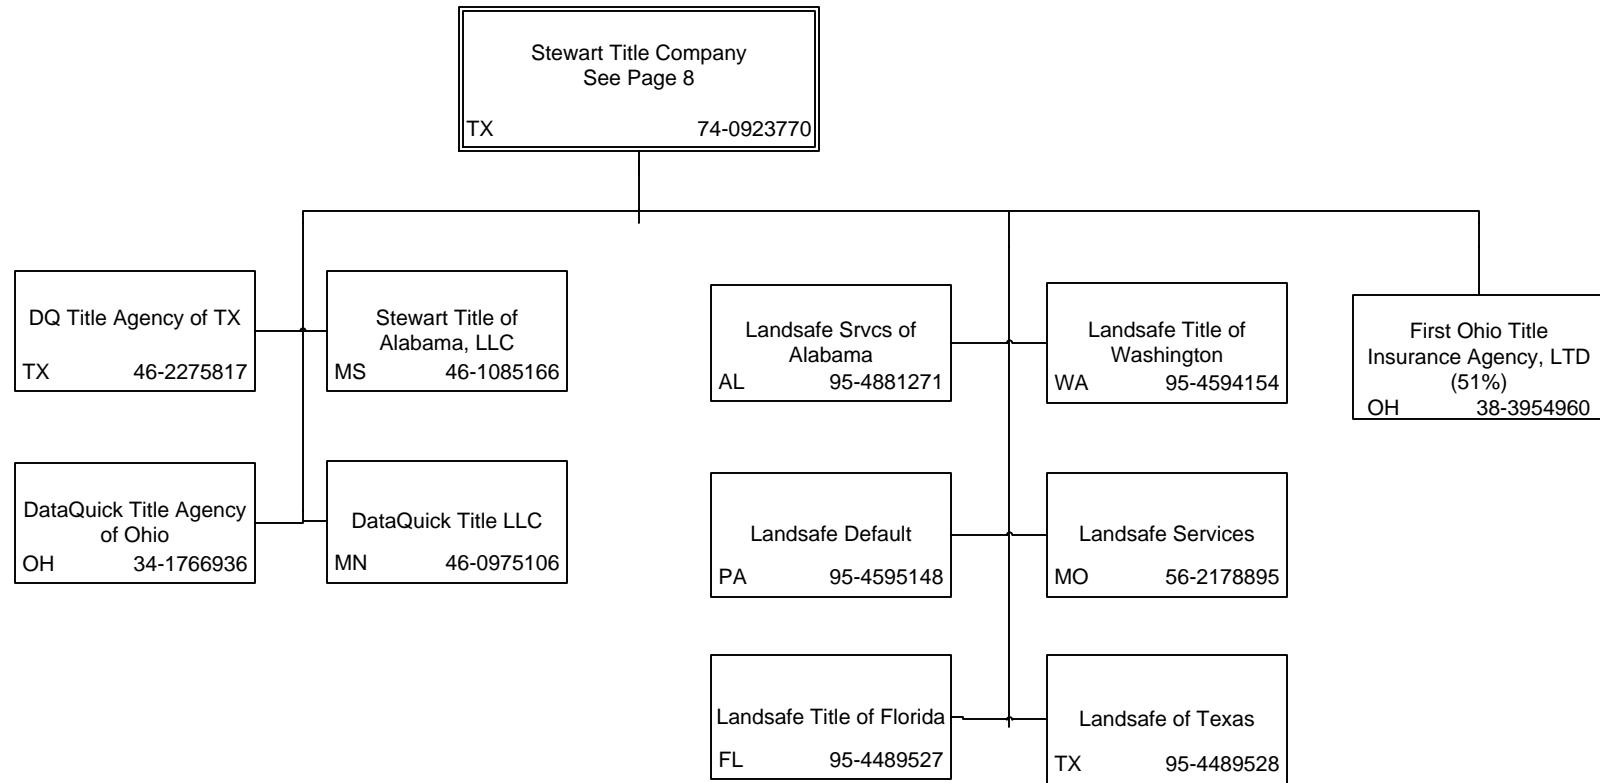 Stewart Title Company
See Page 8
TX 74-0923770
DQ Title Agency of TX
TX 46-2275817
Stewart Title of
Alabama, LLC
MS 46-1085166
Landsafe Srvcs of
Alabama
AL 95-4881271
Landsafe Title of
Washington
WA 95-4594154
First Ohio Title
Insurance Agency, LTD
(51%)
OH 38-3954960
DataQuick Title Agency
of Ohio
OH 34-1766936
DataQuick Title LLC
MN 46-0975106
Landsafe Default
PA 95-4595148
Landsafe Services
MO 56-2178895
Landsafe Title of Florida
FL 95-4489527
Landsafe of Texas
TX 95-4489528